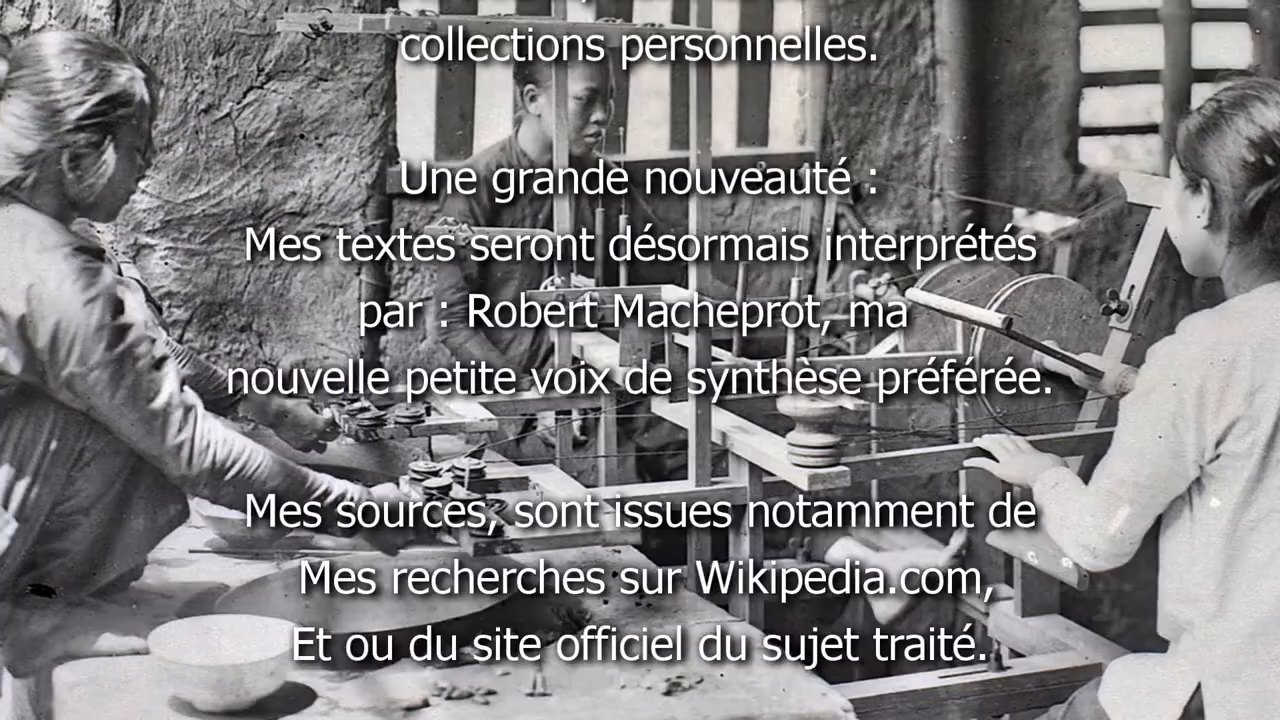 collections personnelles.
Une grande nouveauté :
Mes textes seront désormais interprétés
par : Robert Macheprot, ma
nouvelle petite voix de synthèse préférée.
Mes sources, sont issues notamment de
Mes recherches sur Wikipedia.com,
Et ou du site officiel du sujet traité.